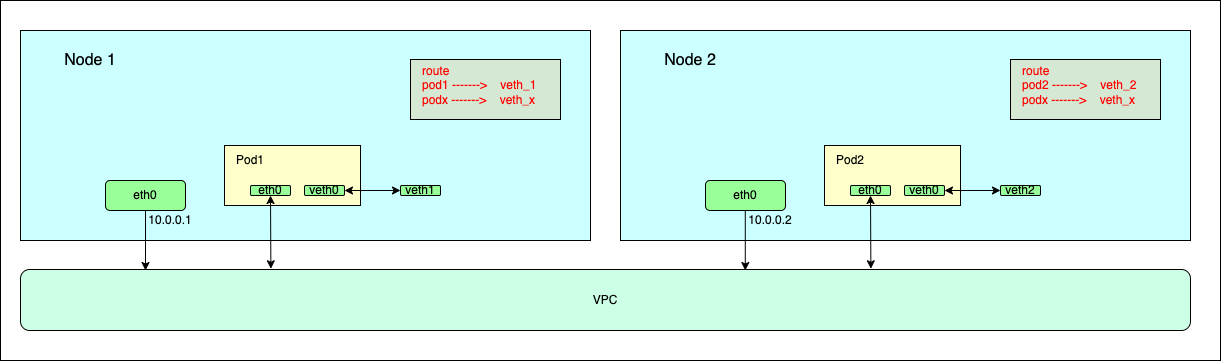 Node 1
route
pod1 -------> veth_1
podx -------> veth_x
Pod1
eth0
eth0
veth0
veth1
10.0.0.1
Node 2
route
pod2 -------> veth_2
podx -------> veth_x
Pod2
eth0
eth0
veth0
veth2
10.0.0.2
VPC